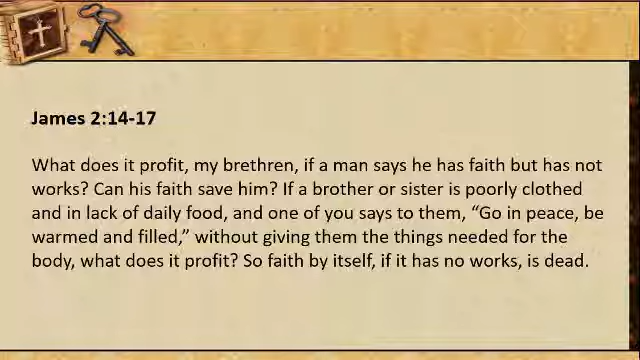 James 2:14-17
What does it profit, my brethren, if a man says he has faith but has not
works? Can his faith save him? If a brother or sister is poorly clothed
and in lack of daily food, and one of you says to them, “Go in peace, be
warmed and filled,” without giving them the things needed for the
body, what does it profit? So faith by itself, if it has no works, is dead.